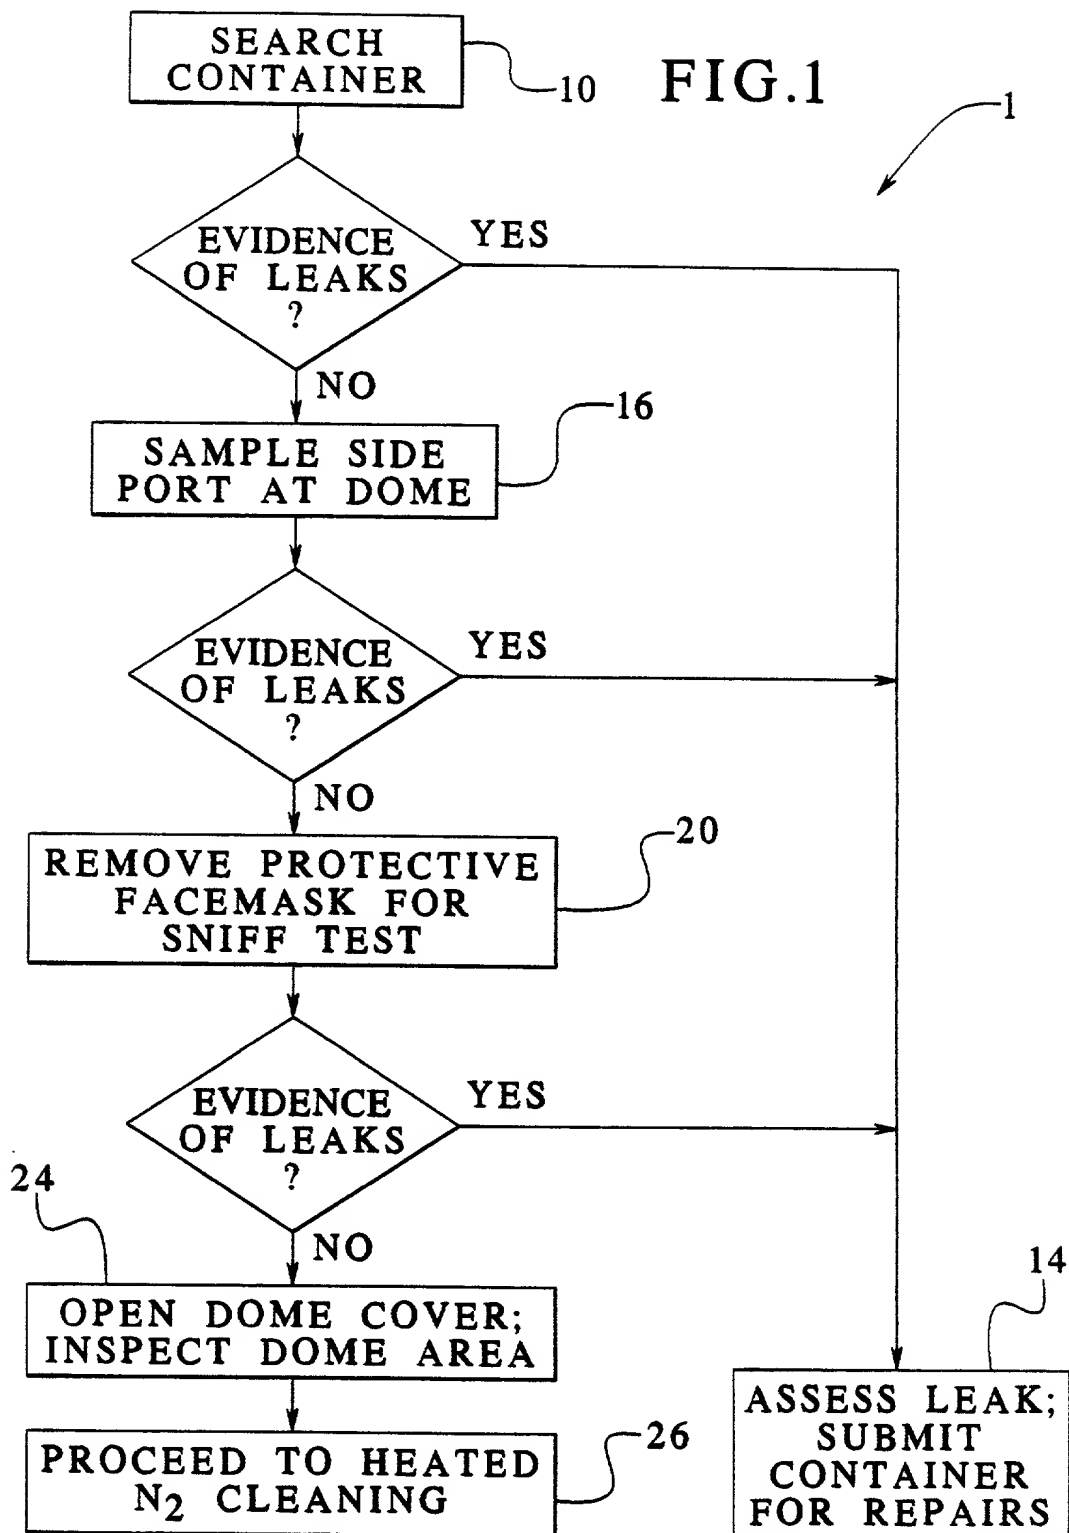 SEARCH
CONTAINER
10
FIG.1
1
EVIDENCE
OF LEAKS
?
YES
NO
16
SAMPLE SIDE
PORT AT DOME
EVIDENCE
OF LEAKS
?
YES
NO
20
REMOVE PROTECTIVE
FACEMASK FOR
SNIFF TEST
EVIDENCE
OF LEAKS
?
YES
NO
24
OPEN DOME COVER;
INSPECT DOME AREA
14
ASSESS LEAK;
SUBMIT
CONTAINER
FOR REPAIRS
26
PROCEED TO HEATED
N₂ CLEANING